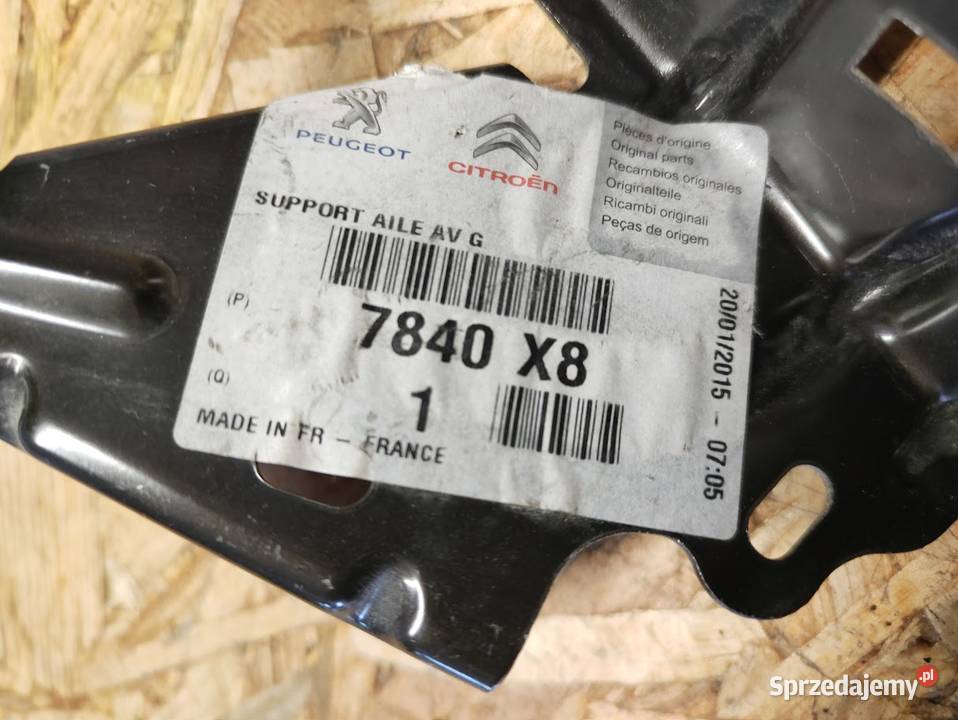 PEUGEOT
CITROËN
Pièces d'origine
Original parts
Recambios originales
Originalteile
Ricambi originali
Peças de origem
SUPPORT AILE AV G
(P)
7840 X8
(Q)
1
MADE IN FR - FRANCE
20/01/2015 - 07:05
Sprzedajemy.pl